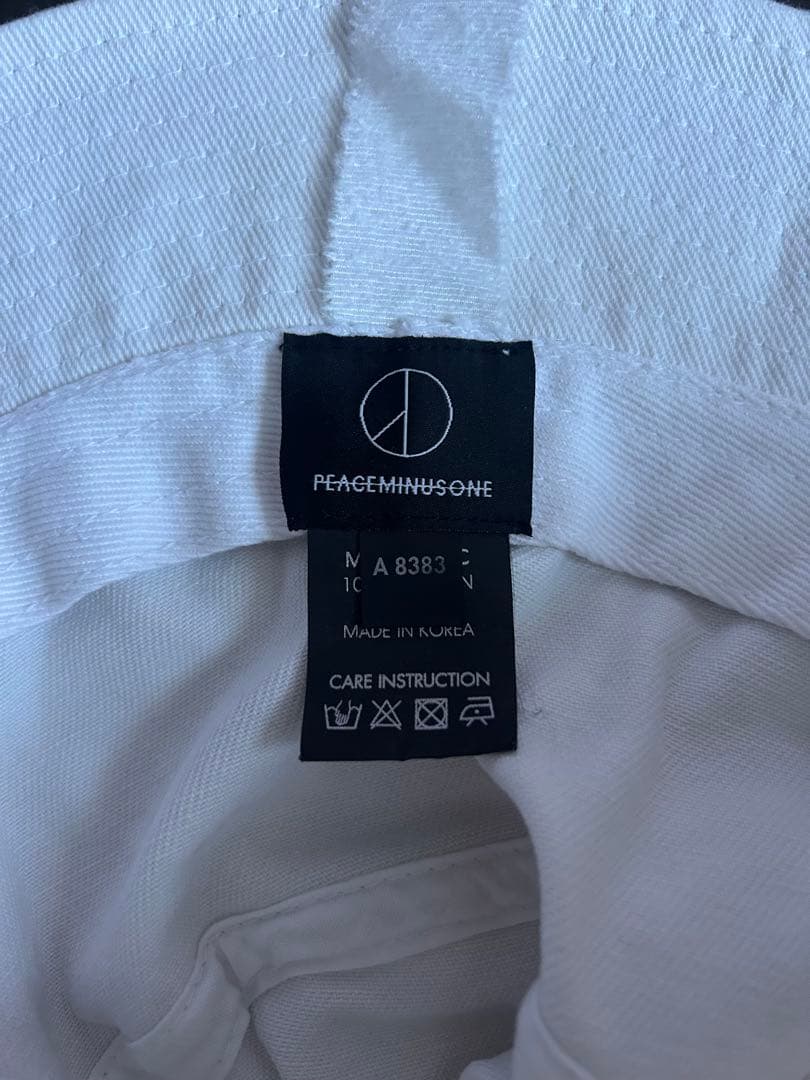 PEACEMINUSONE
A 8383
MADE IN KOREA
CARE INSTRUCTION